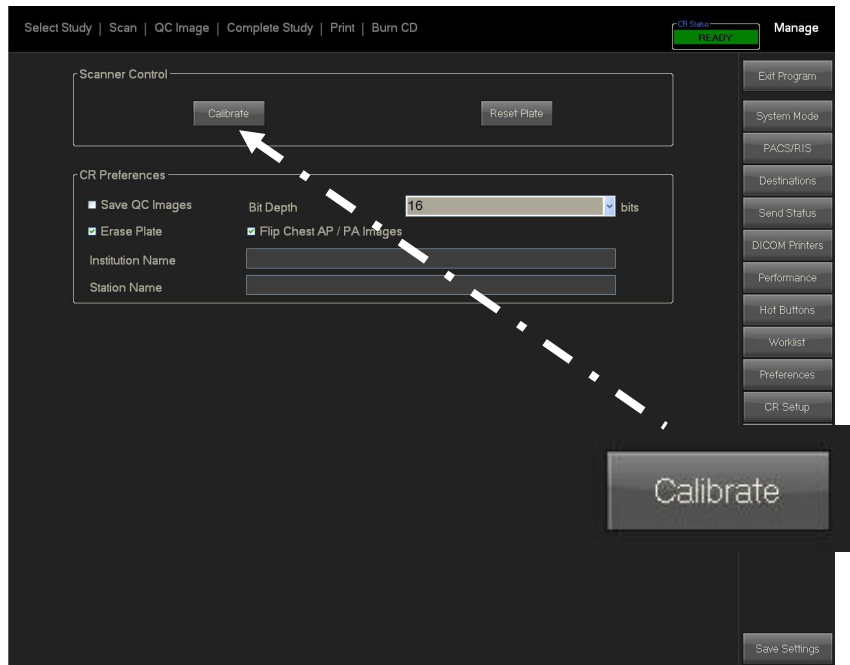 Select Study | Scan | QC Image | Complete Study | Print | Burn CD
CR Status
READY
Manage
Scanner Control
Calibrate
Reset Plate
CR Preferences
Save QC Images
Bit Depth
16
bits
Erase Plate
Flip Chest AP / PA Images
Institution Name
Station Name
Exit Program
System Mode
PACS/RIS
Destinations
Send Status
DICOM Printers
Performance
Hot Buttons
Worklist
Preferences
CR Setup
Calibrate
Save Settings